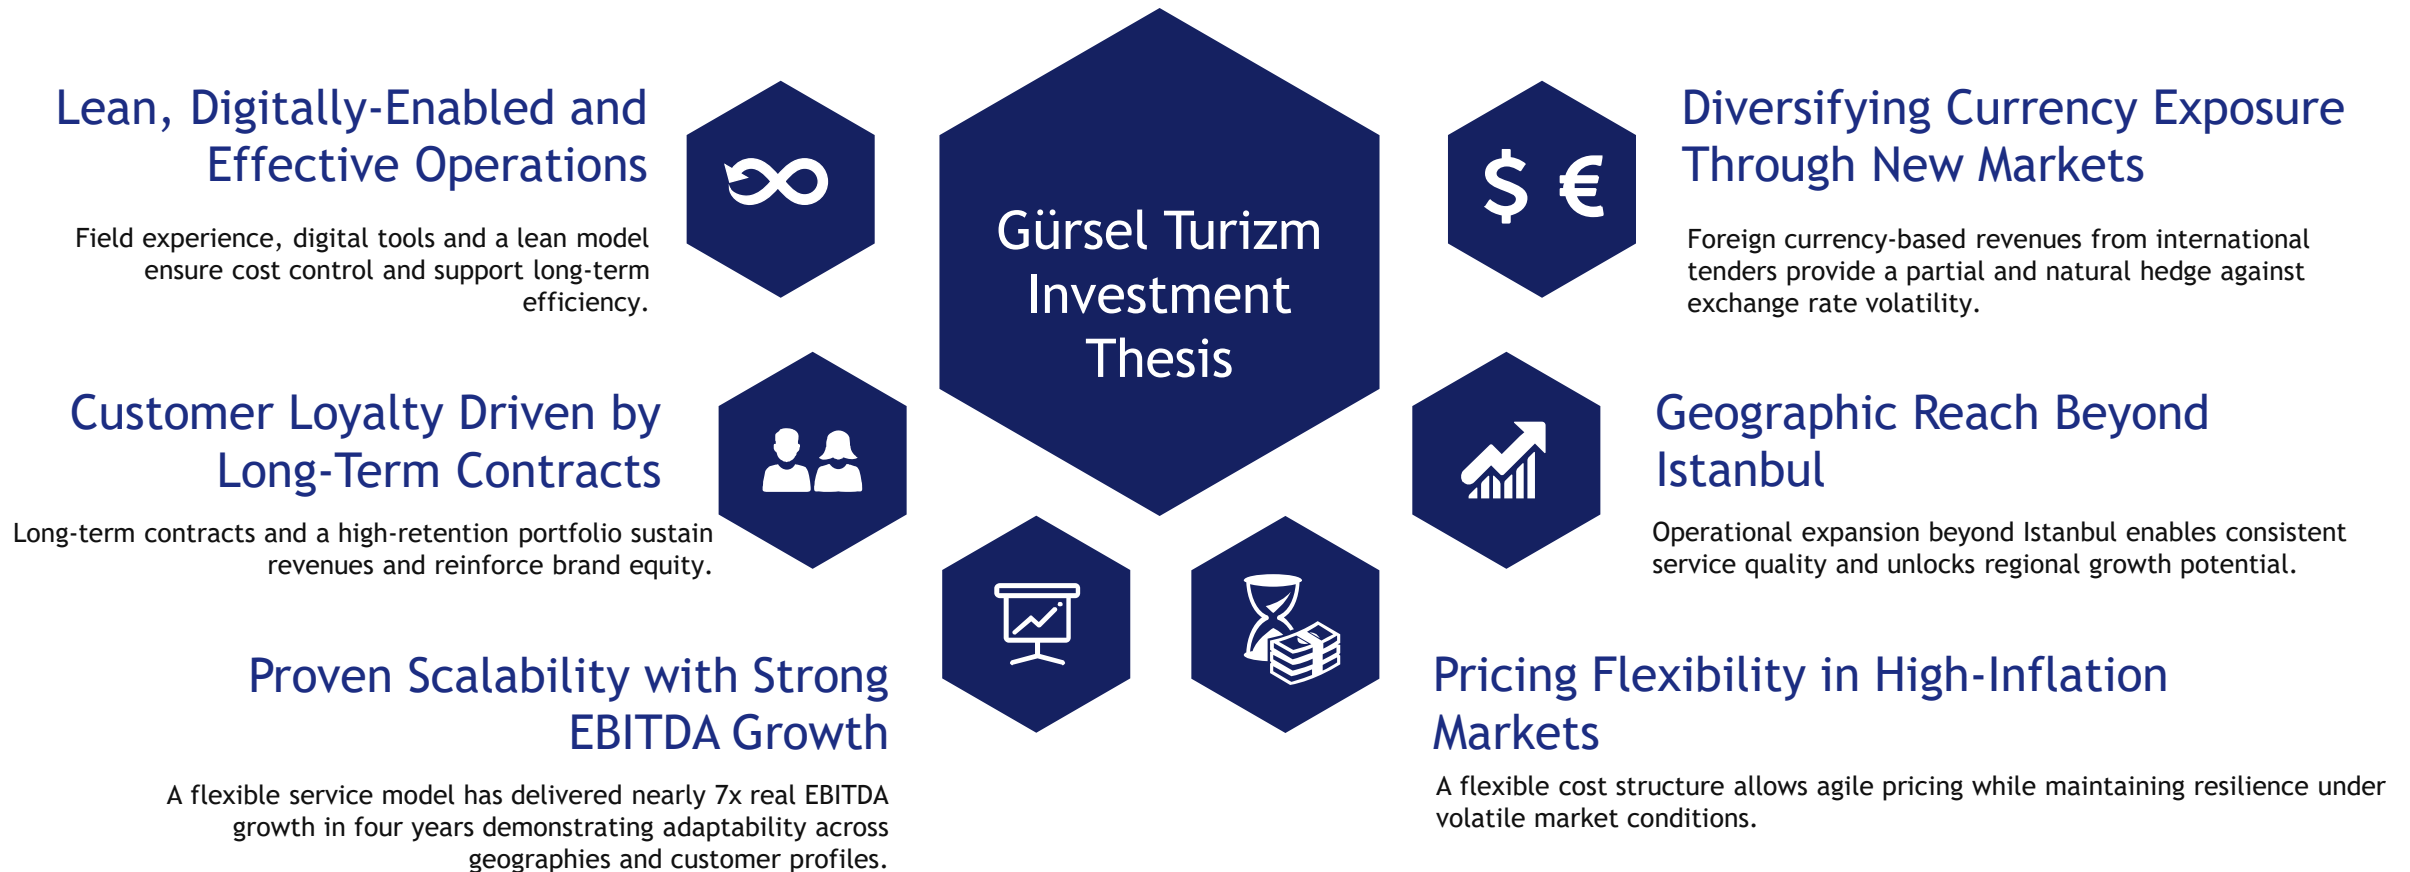 Lean, Digitally-Enabled and
Effective Operations
Field experience, digital tools and a lean model
ensure cost control and support long-term
efficiency.
Customer Loyalty Driven by
Long-Term Contracts
Long-term contracts and a high-retention portfolio sustain
revenues and reinforce brand equity.
Proven Scalability with Strong
EBITDA Growth
A flexible service model has delivered nearly 7x real EBITDA
growth in four years demonstrating adaptability across
geographies and customer profiles.
Gürsel Turizm
Investment
Thesis
$ €
Diversifying Currency Exposure
Through New Markets
Foreign currency-based revenues from international
tenders provide a partial and natural hedge against
exchange rate volatility.
Geographic Reach Beyond
Istanbul
Operational expansion beyond Istanbul enables consistent
service quality and unlocks regional growth potential.
Pricing Flexibility in High-Inflation
Markets
A flexible cost structure allows agile pricing while maintaining resilience under
volatile market conditions.